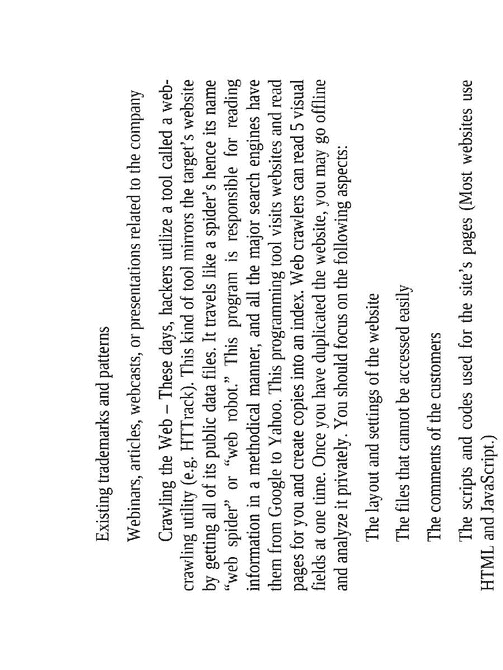 Existing trademarks and patterns
Webinars, articles, webcasts, or presentations related to the company
Crawling the Web – These days, hackers utilize a tool called a web-
crawling utility (e.g. HTTrack). This kind of tool mirrors the target's website
by getting all of its public data files. It travels like a spider's hence its name
“web spider” or “web robot.” This program is responsible for reading
information in a methodical manner, and all the major search engines have
them from Google to Yahoo. This programming tool visits websites and read
pages for you and create copies into an index. Web crawlers can read 5 visual
fields at one time. Once you have duplicated the website, you may go offline
and analyze it privately. You should focus on the following aspects:
The layout and settings of the website
The files that cannot be accessed easily
The comments of the customers
The scripts and codes used for the site's pages (Most websites use
HTML and JavaScript.)